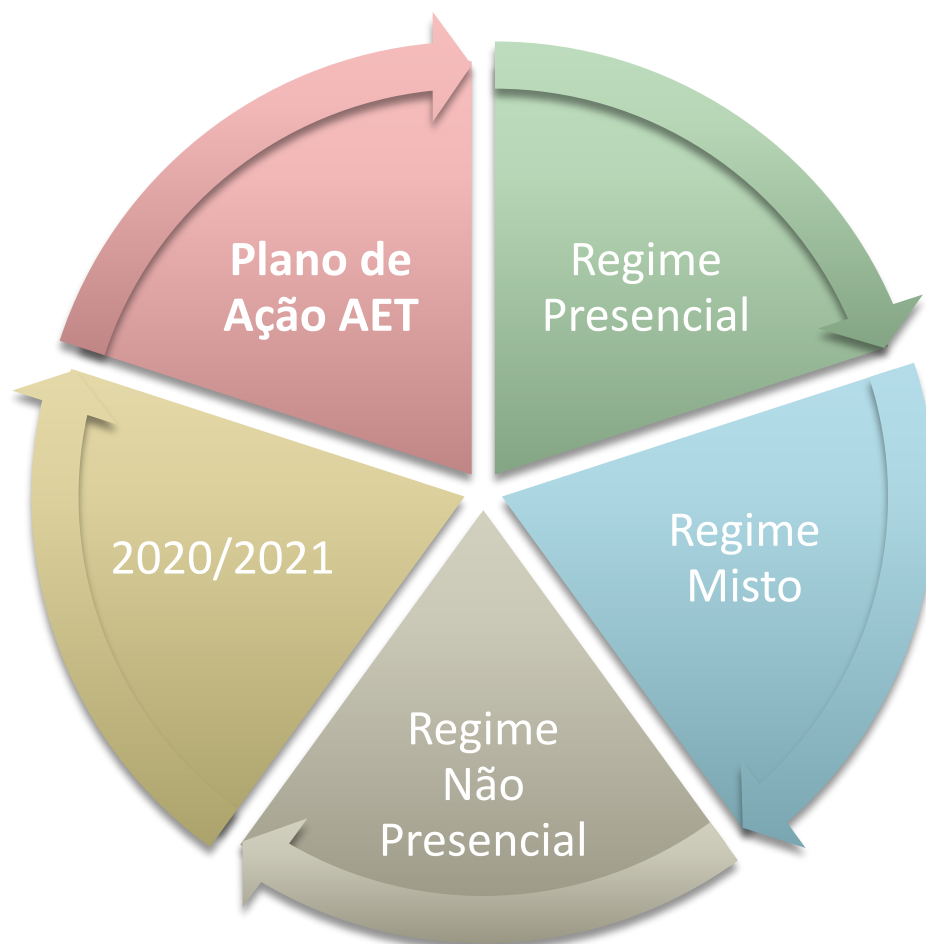 Plano de
Ação AET
Regime
Presencial
Regime
Misto
Regime
Não
Presencial
2020/2021